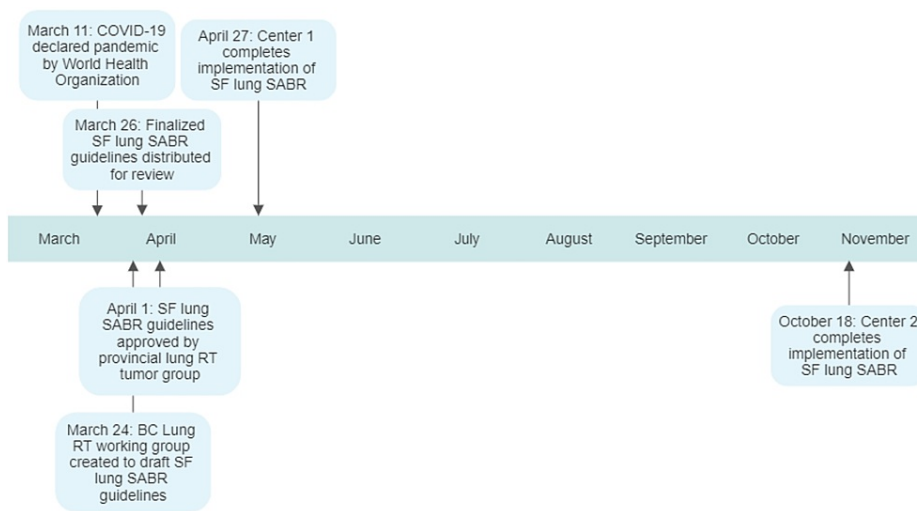 March 11: COVID-19
declared pandemic
by World Health
Organization
April 27: Center 1
completes
implementation of
SF lung SABR
March 26: Finalized
SF lung SABR
guidelines distributed
for review
March April May June July August September October November
April 1: SF lung
SABR guidelines
approved by
provincial lung RT
tumor group
October 18: Center 2
completes
implementation of
SF lung SABR
March 24: BC Lung
RT working group
created to draft SF
lung SABR
guidelines